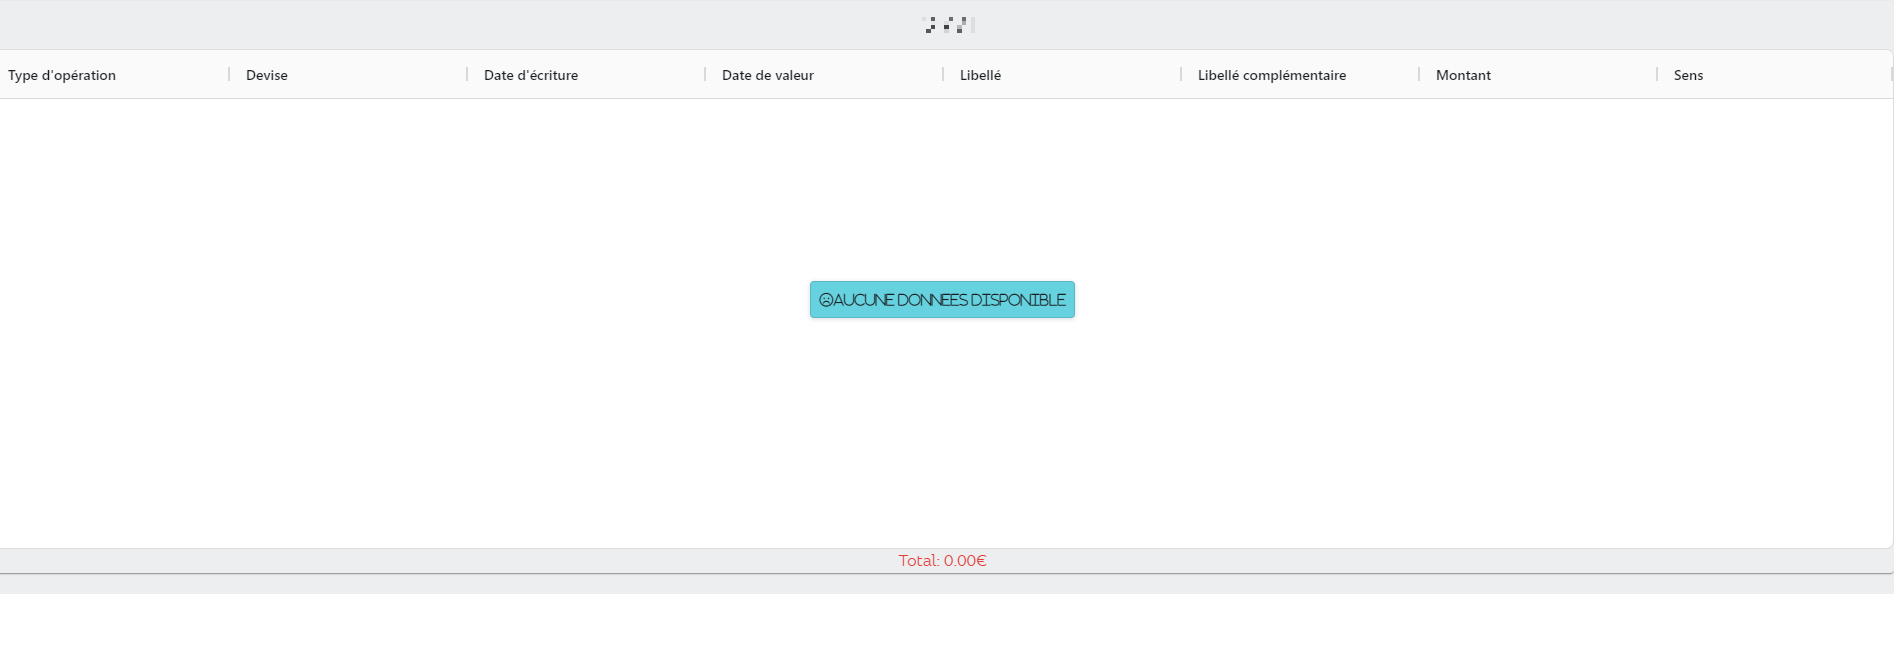 Type d'opération Devise Date d'écriture Date de valeur Libellé Libellé complémentaire Montant Sens
AUCUNE DONNEES DISPONIBLE
Total: 0.00€